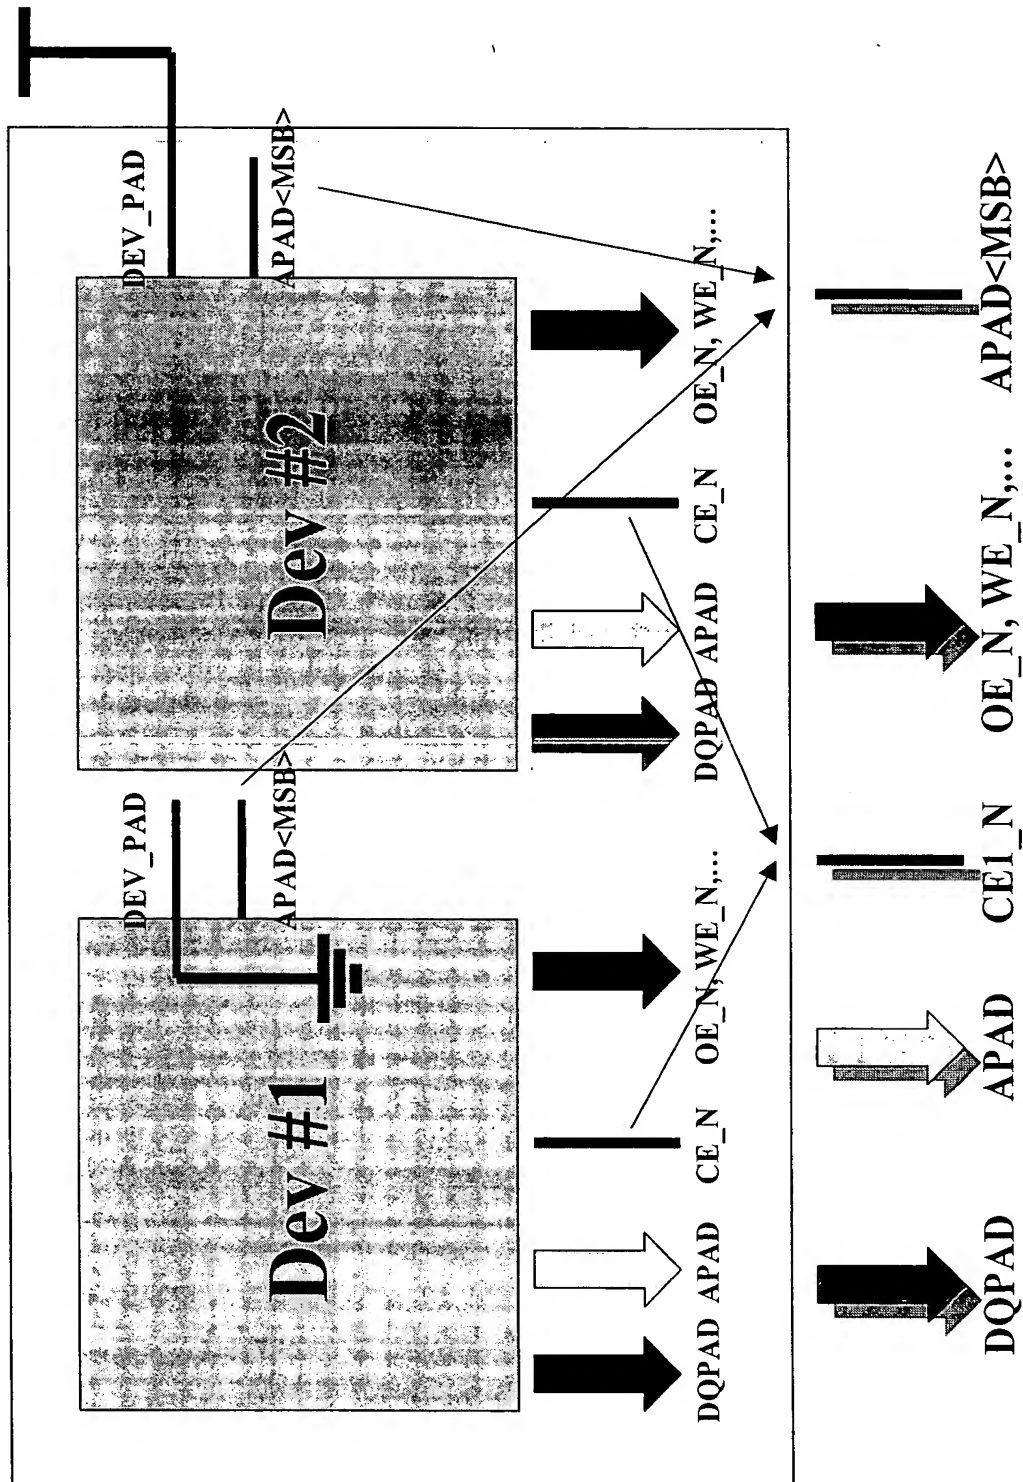 Dev #1
DEV_PAD
APAD<MSB>
Dev #2
DEV_PAD
APAD<MSB>
DQPAD APAD CE_N OE_N, WE_N,...
DQPAD APAD CE_N OE_N, WE_N,...
DQPAD APAD CE1_N OE_N, WE_N,... APAD<MSB>